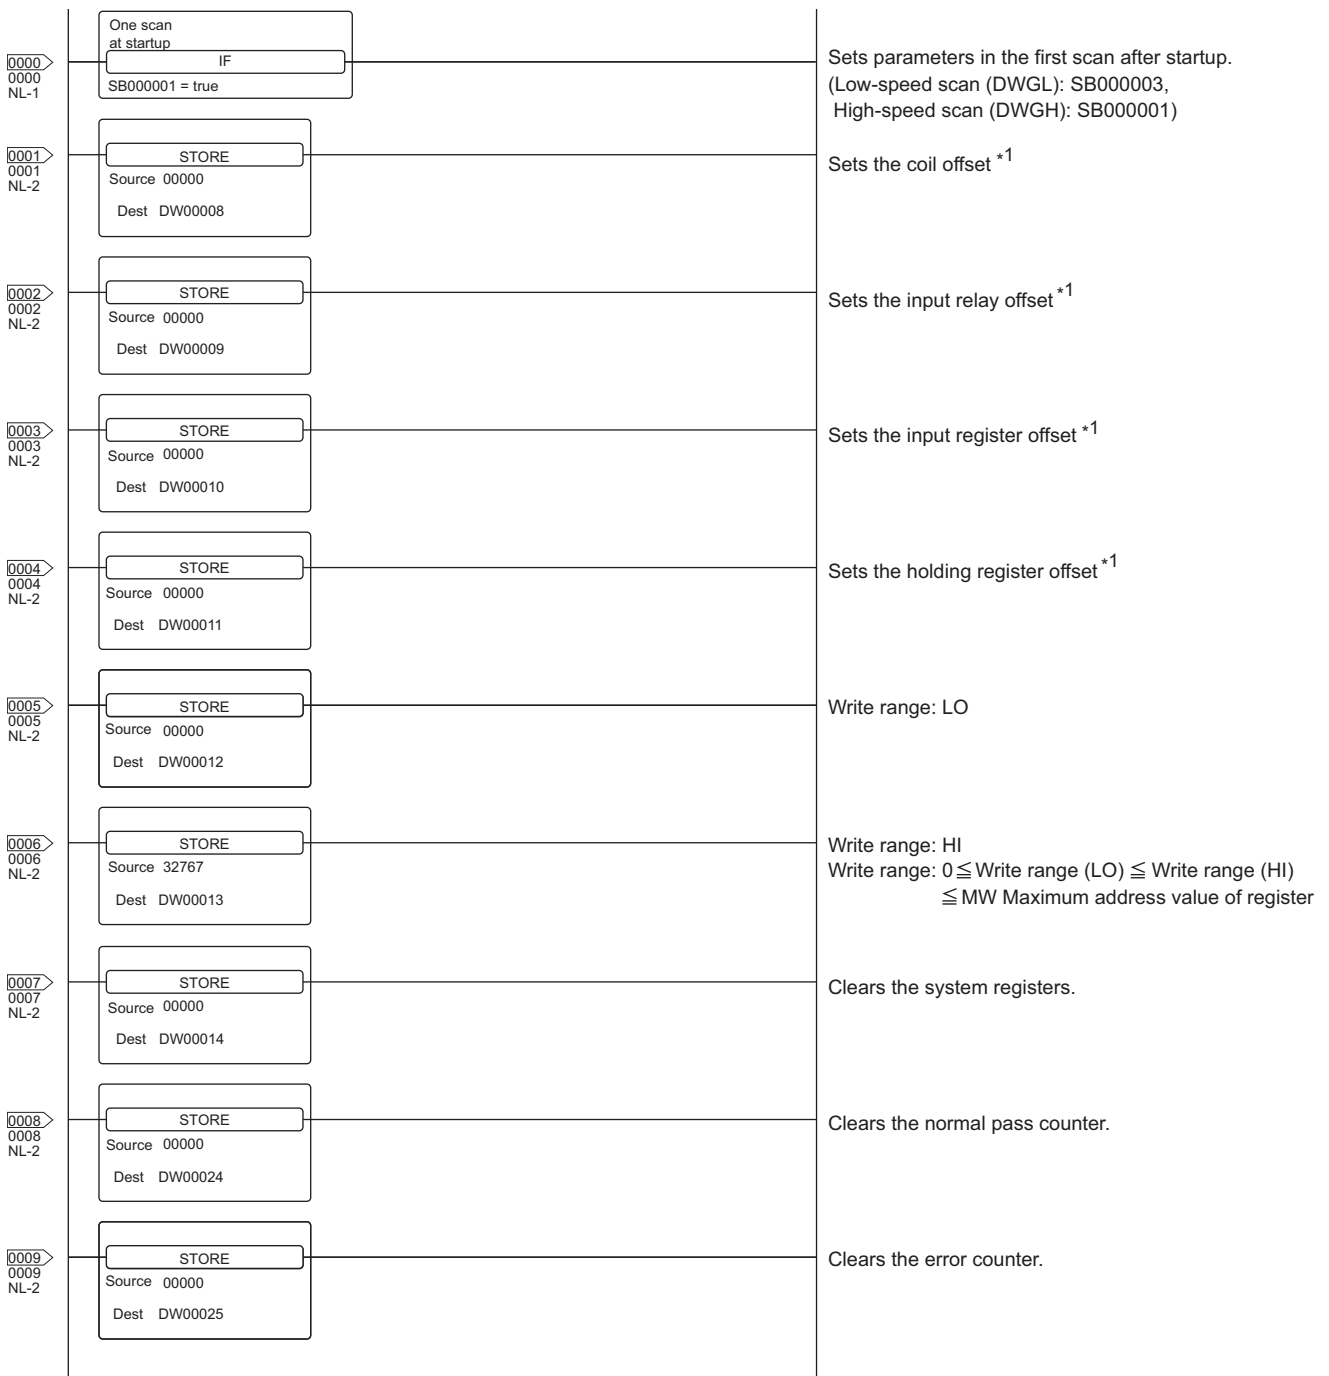 One scan
at startup
0000
0000
NL-1
IF
SB000001 = true
Sets parameters in the first scan after startup.
(Low-speed scan (DWGL): SB000003,
High-speed scan (DWGH): SB000001)
0001
0001
NL-2
STORE
Source 00000
Dest DW00008
Sets the coil offset *1
0002
0002
NL-2
STORE
Source 00000
Dest DW00009
Sets the input relay offset *1
0003
0003
NL-2
STORE
Source 00000
Dest DW00010
Sets the input register offset *1
0004
0004
NL-2
STORE
Source 00000
Dest DW00011
Sets the holding register offset *1
0005
0005
NL-2
STORE
Source 00000
Dest DW00012
Write range: LO
0006
0006
NL-2
STORE
Source 32767
Dest DW00013
Write range: HI
Write range: 0 ≦ Write range (LO) ≦ Write range (HI)
≦ MW Maximum address value of register
0007
0007
NL-2
STORE
Source 00000
Dest DW00014
Clears the system registers.
0008
0008
NL-2
STORE
Source 00000
Dest DW00024
Clears the normal pass counter.
0009
0009
NL-2
STORE
Source 00000
Dest DW00025
Clears the error counter.